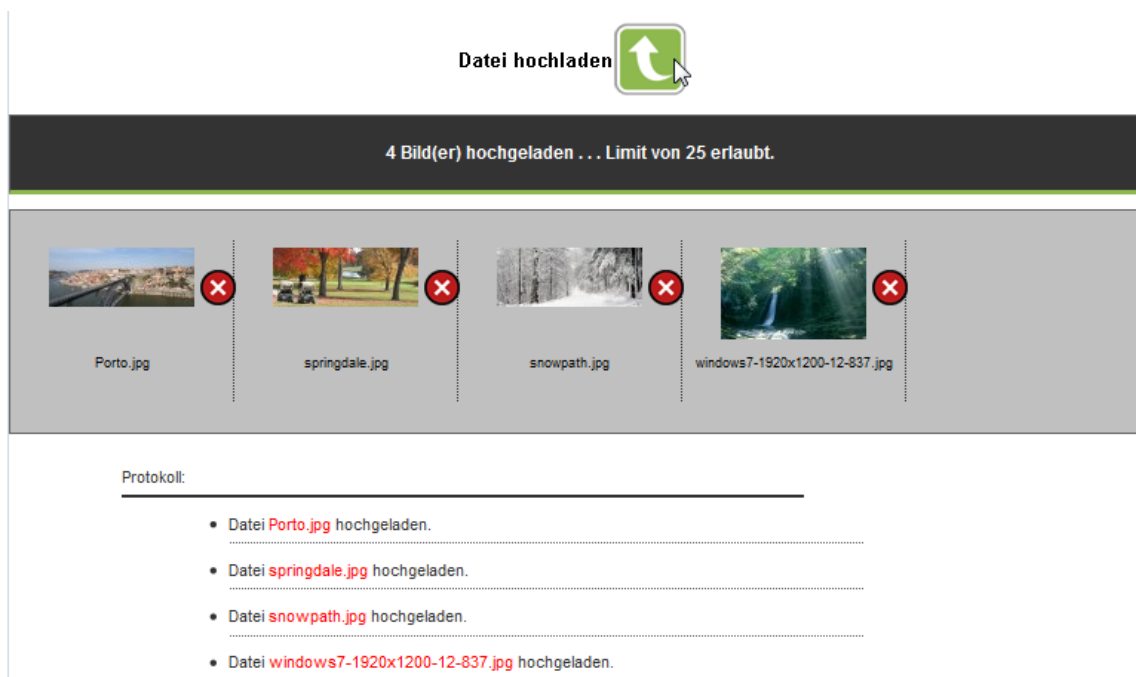 Datei hochladen
4 Bild(er) hochgeladen . . . Limit von 25 erlaubt.
Porto.jpg
springdale.jpg
snowpath.jpg
windows7-1920x1200-12-837.jpg
Protokoll:
Datei Porto.jpg hochgeladen.
Datei springdale.jpg hochgeladen.
Datei snowpath.jpg hochgeladen.
Datei windows7-1920x1200-12-837.jpg hochgeladen.